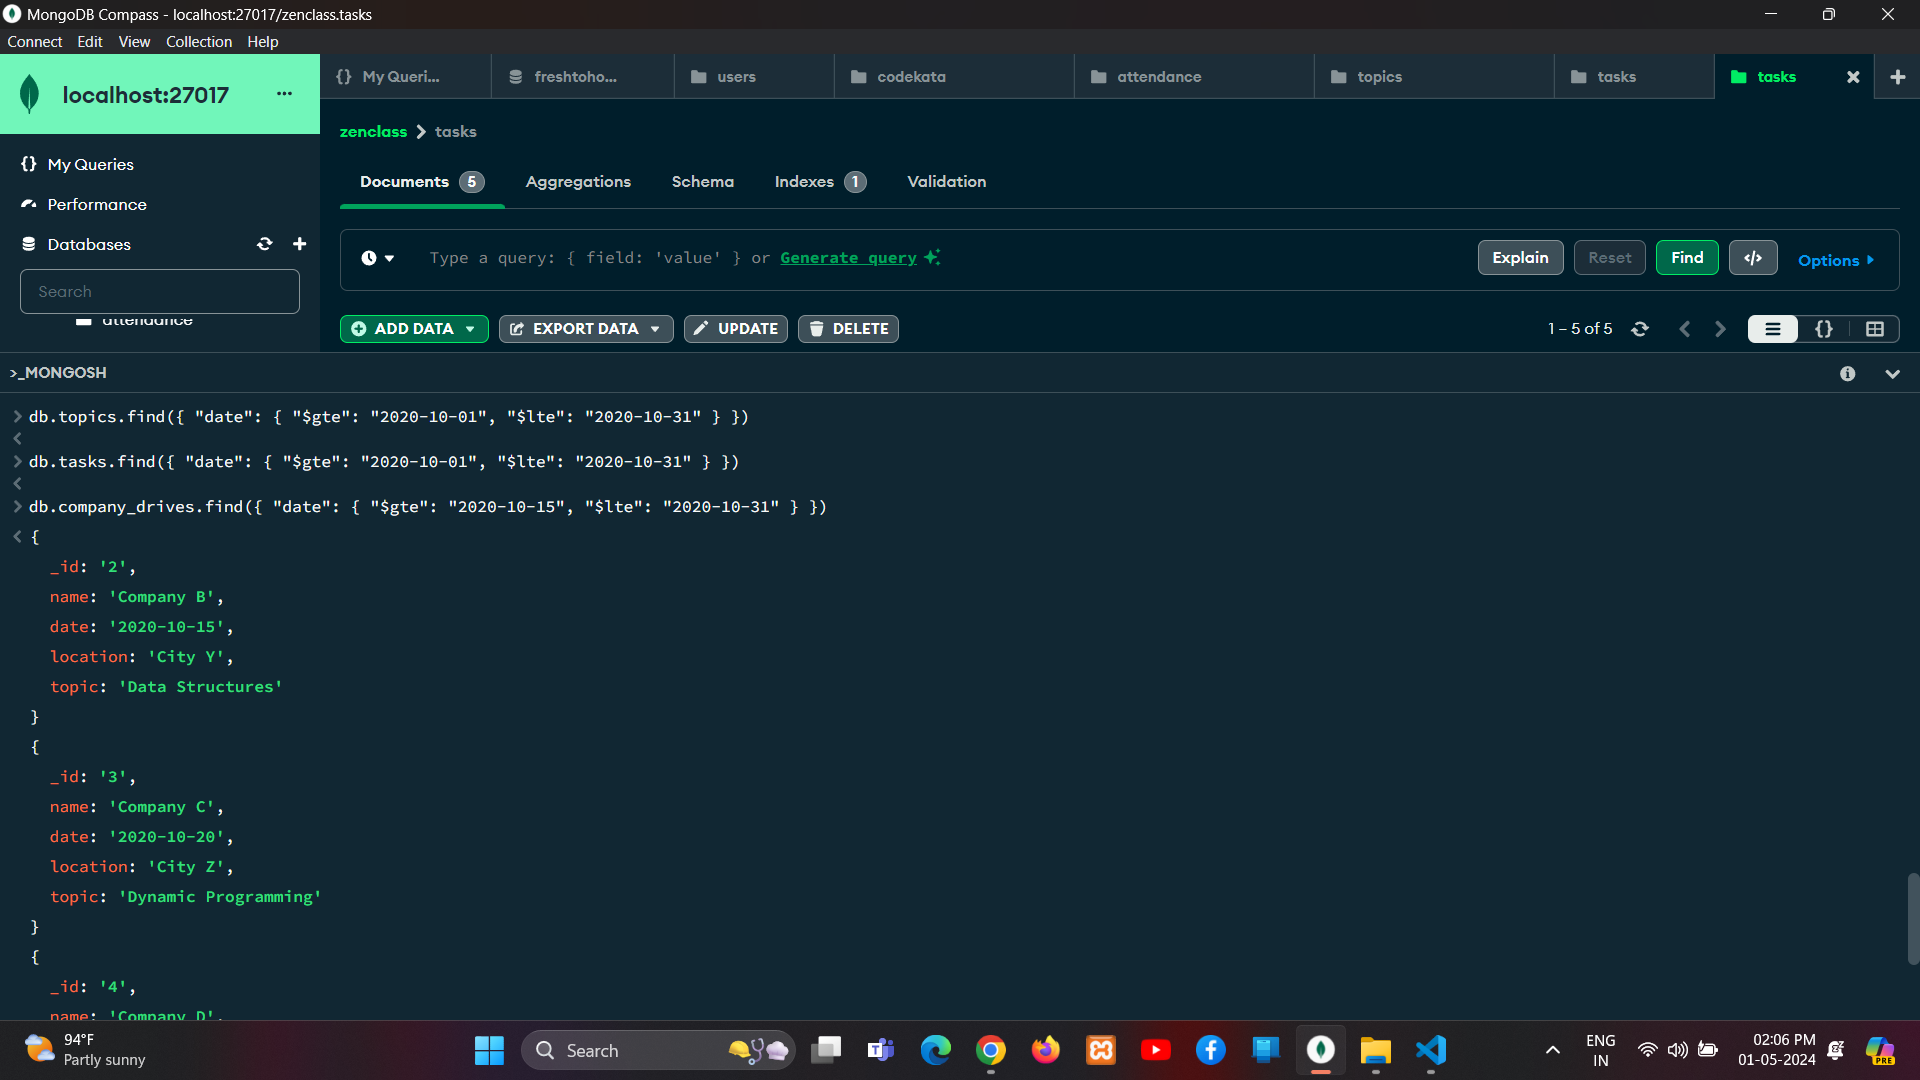 MongoDB Compass - localhost:27017/zenclass.tasks
Connect Edit View Collection Help
localhost:27017 ...
{} My Queri... freshtoho... users codekata attendance topics tasks tasks
zenclass > tasks
My Queries
Performance
Databases
Search
attendance
Documents 5 Aggregations Schema Indexes 1 Validation
Type a query: { field: 'value' } or Generate query
Explain Reset Find </> Options
ADD DATA EXPORT DATA UPDATE DELETE
1 – 5 of 5
>_MONGOSH
> db.topics.find({ "date": { "$gte": "2020-10-01", "$lte": "2020-10-31" } })
<
> db.tasks.find({ "date": { "$gte": "2020-10-01", "$lte": "2020-10-31" } })
<
> db.company_drives.find({ "date": { "$gte": "2020-10-15", "$lte": "2020-10-31" } })
< {
_id: '2',
name: 'Company B',
date: '2020-10-15',
location: 'City Y',
topic: 'Data Structures'
}
{
_id: '3',
name: 'Company C',
date: '2020-10-20',
location: 'City Z',
topic: 'Dynamic Programming'
}
{
_id: '4',
name: 'Company D',
94°F
Partly sunny
Search
ENG
IN
02:06 PM
01-05-2024
PRE